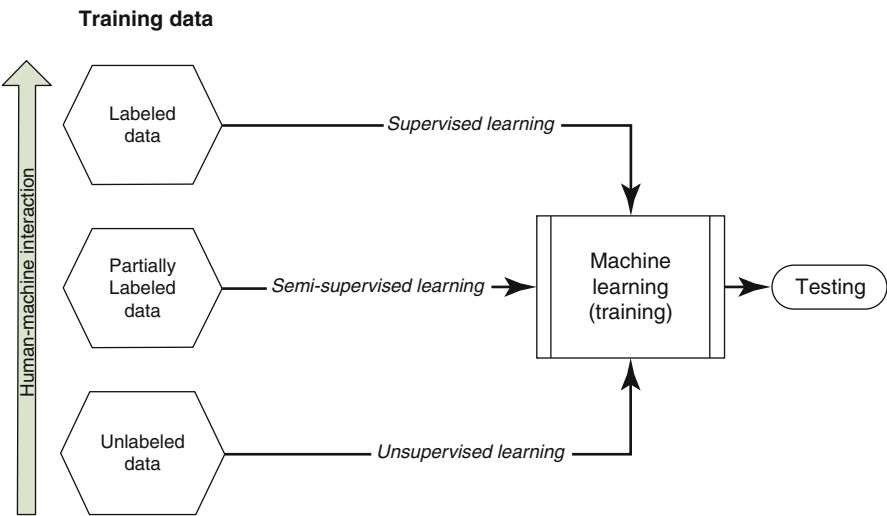 Training data
Human-machine interaction
Labeled
data
Supervised learning
Partially
Labeled
data
Semi-supervised learning
Machine
learning
(training)
Testing
Unlabeled
data
Unsupervised learning